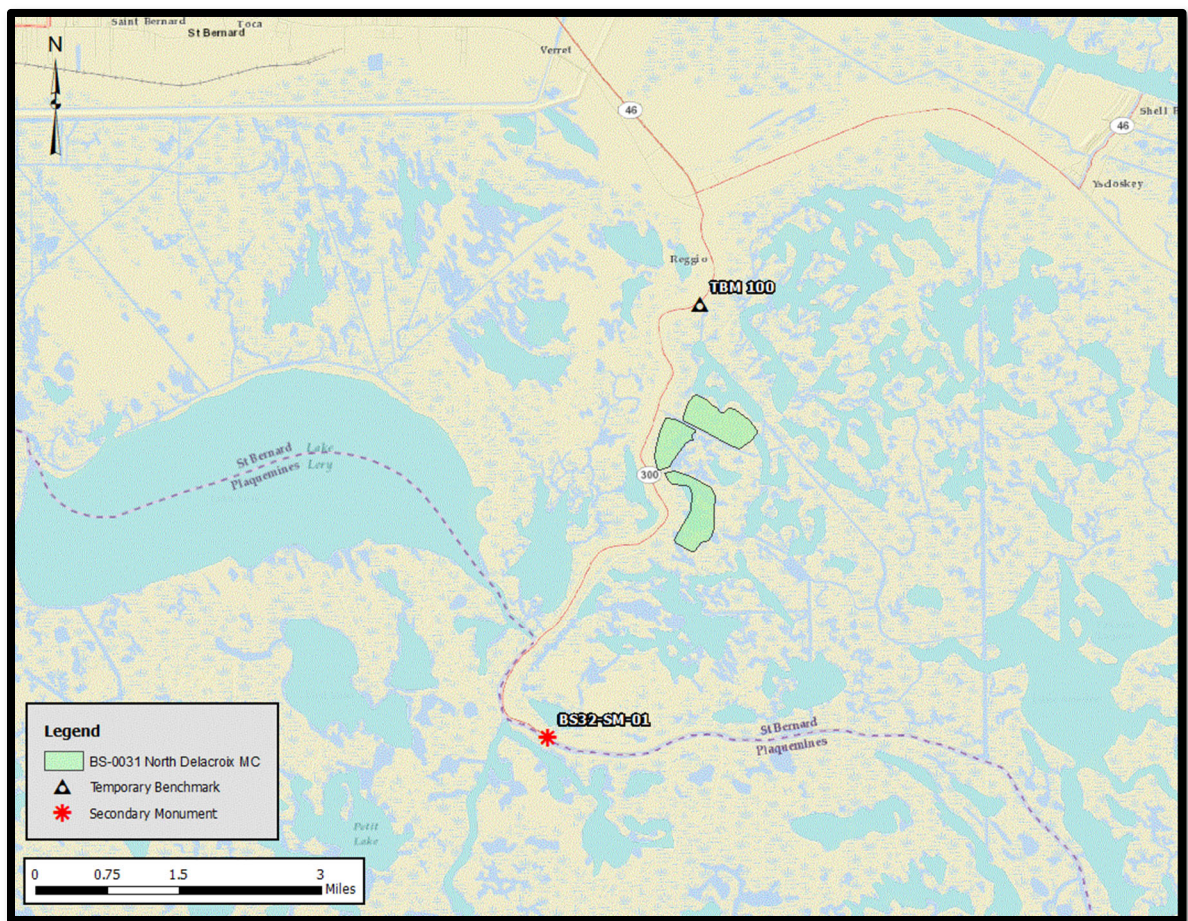 Saint Bernard
Toca
St Bernard
N
Verret
46
46
Yscloskey
Reggio
TBM 100
St Bernard
Plaquemines
Lake
Lery
300
BS32-SM-01
St Bernard
Plaquemines
Legend
BS-0031 North Delacroix MC
Temporary Benchmark
Secondary Monument
Petit
Lake
0 0.75 1.5 3
Miles